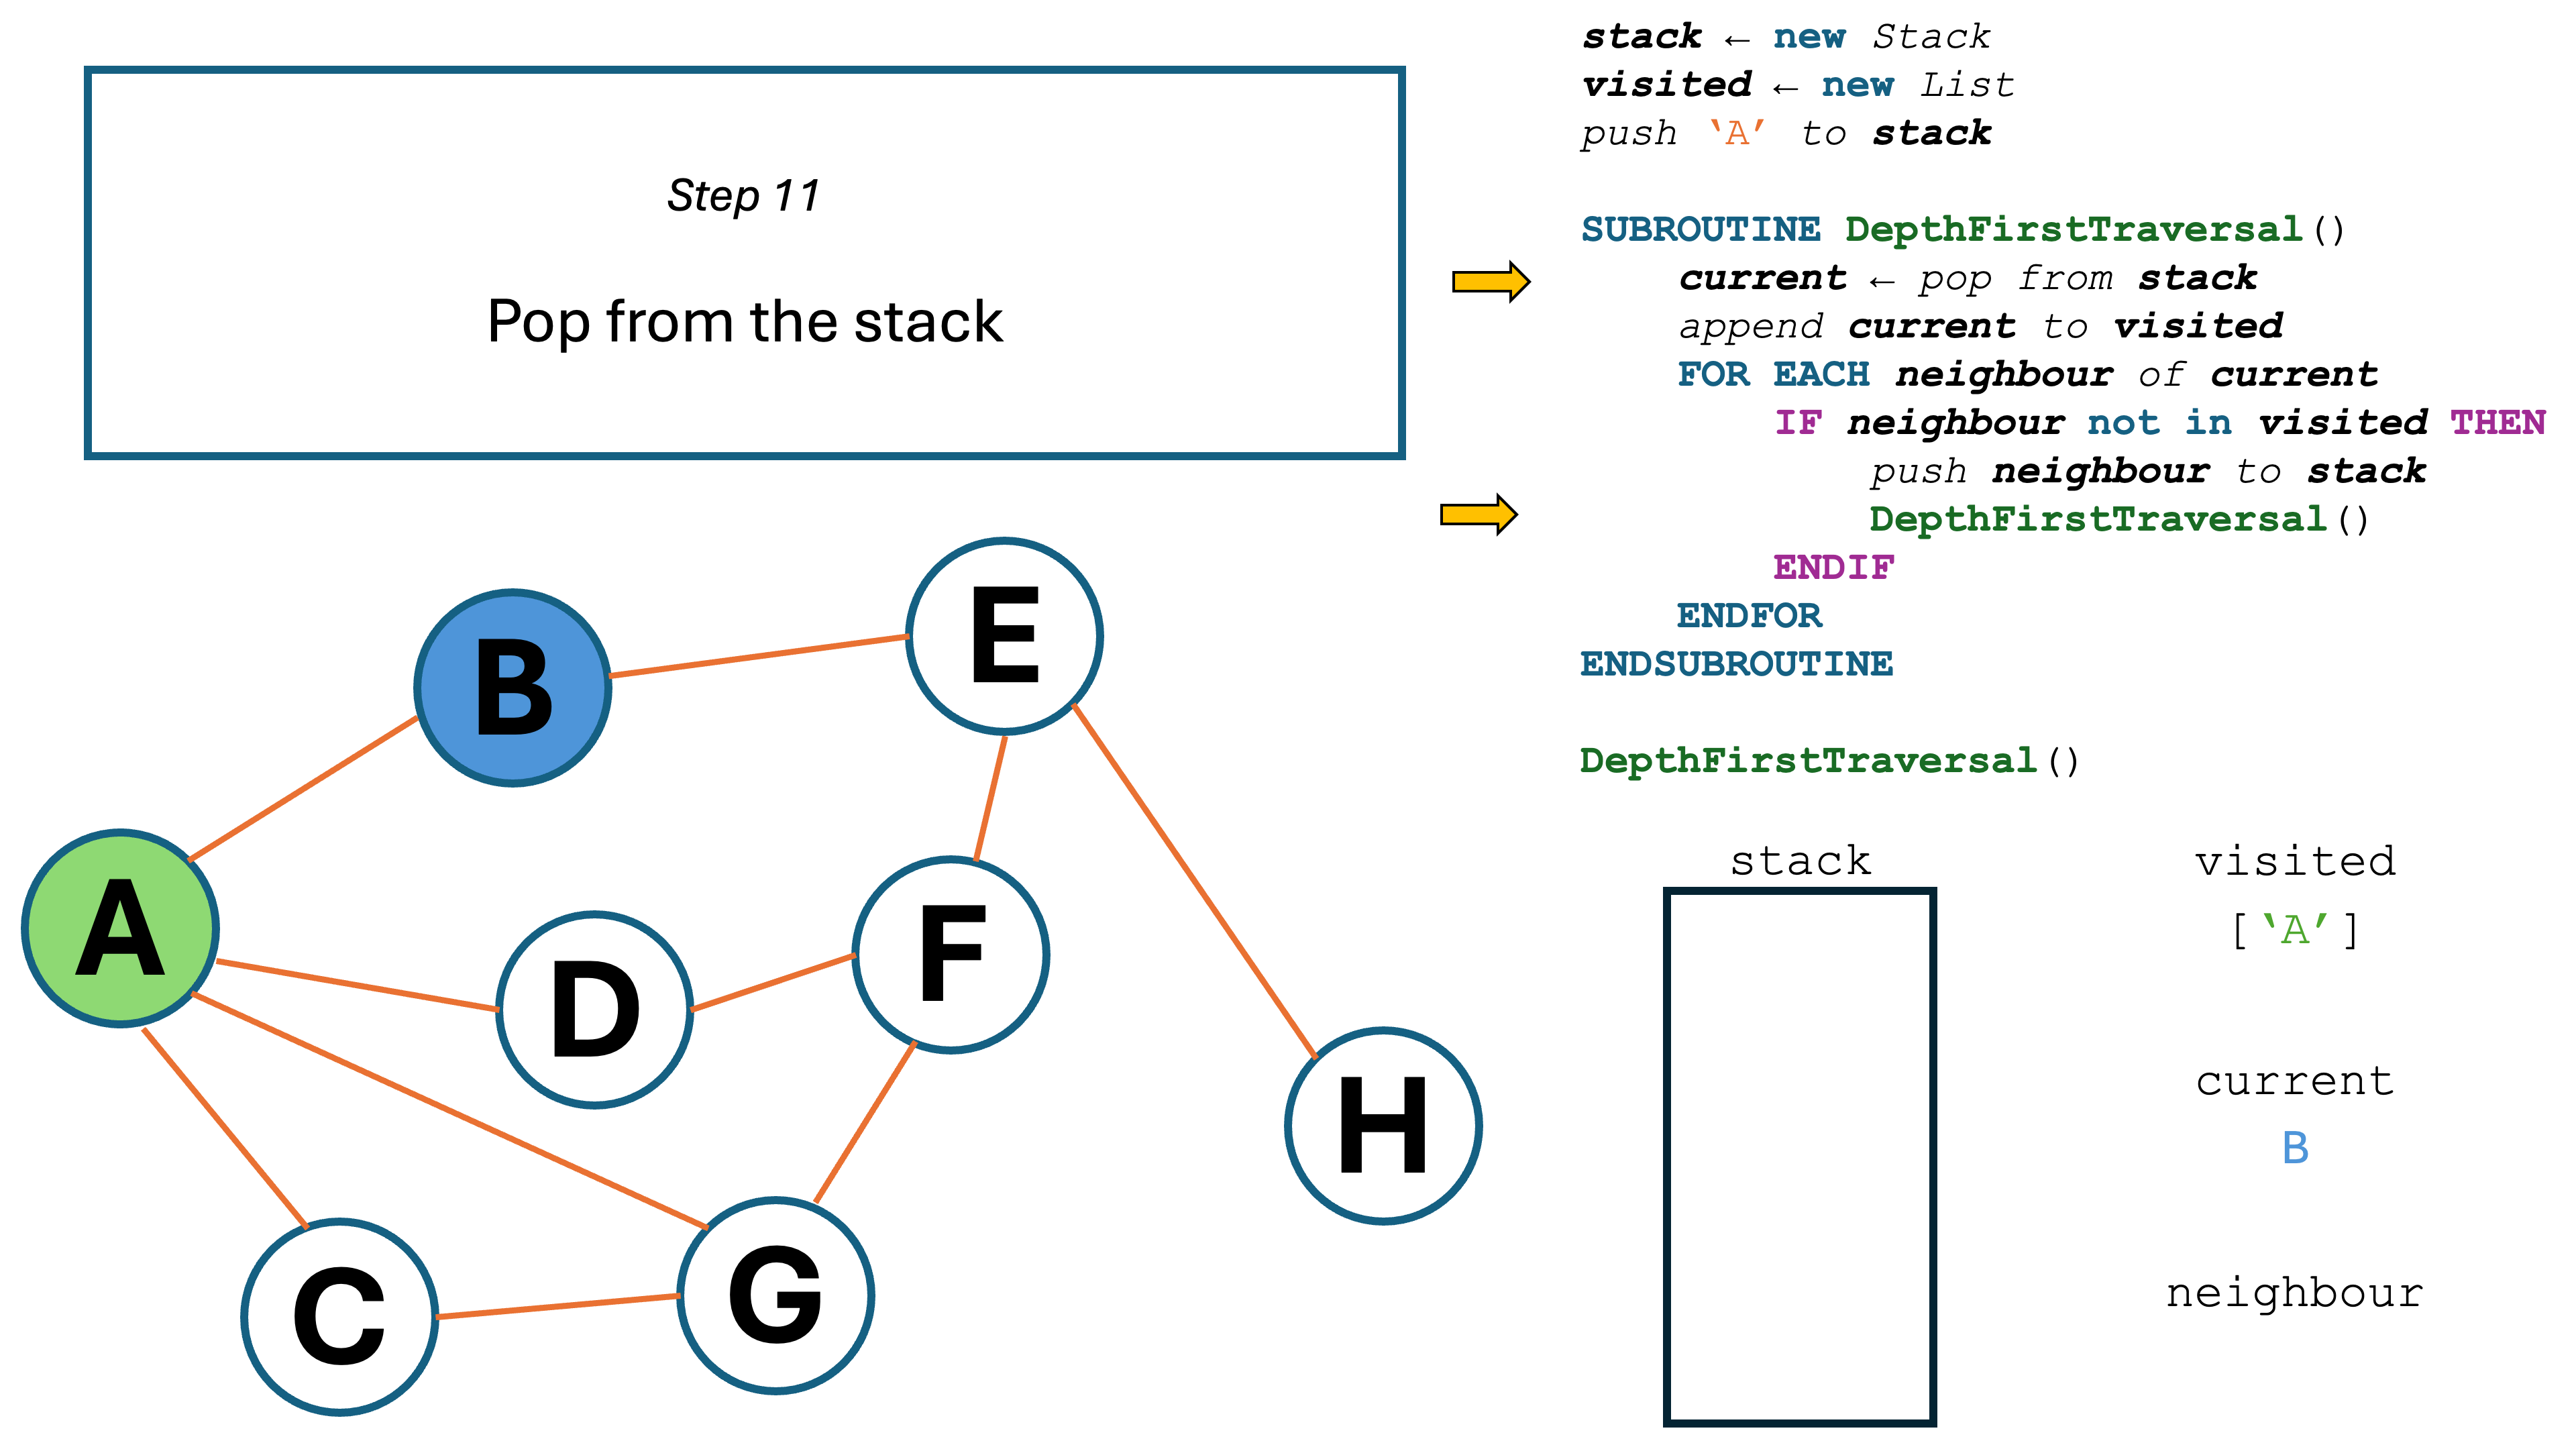 Step 11
Pop from the stack
stack ← new Stack
visited ← new List
push ‘A’ to stack
SUBROUTINE DepthFirstTraversal()
current ← pop from stack
append current to visited
FOR EACH neighbour of current
IF neighbour not in visited THEN
push neighbour to stack
DepthFirstTraversal()
ENDIF
ENDFOR
ENDSUBROUTINE
DepthFirstTraversal()
A
B
C
D
E
F
G
H
stack
visited
[‘A’]
current
B
neighbour